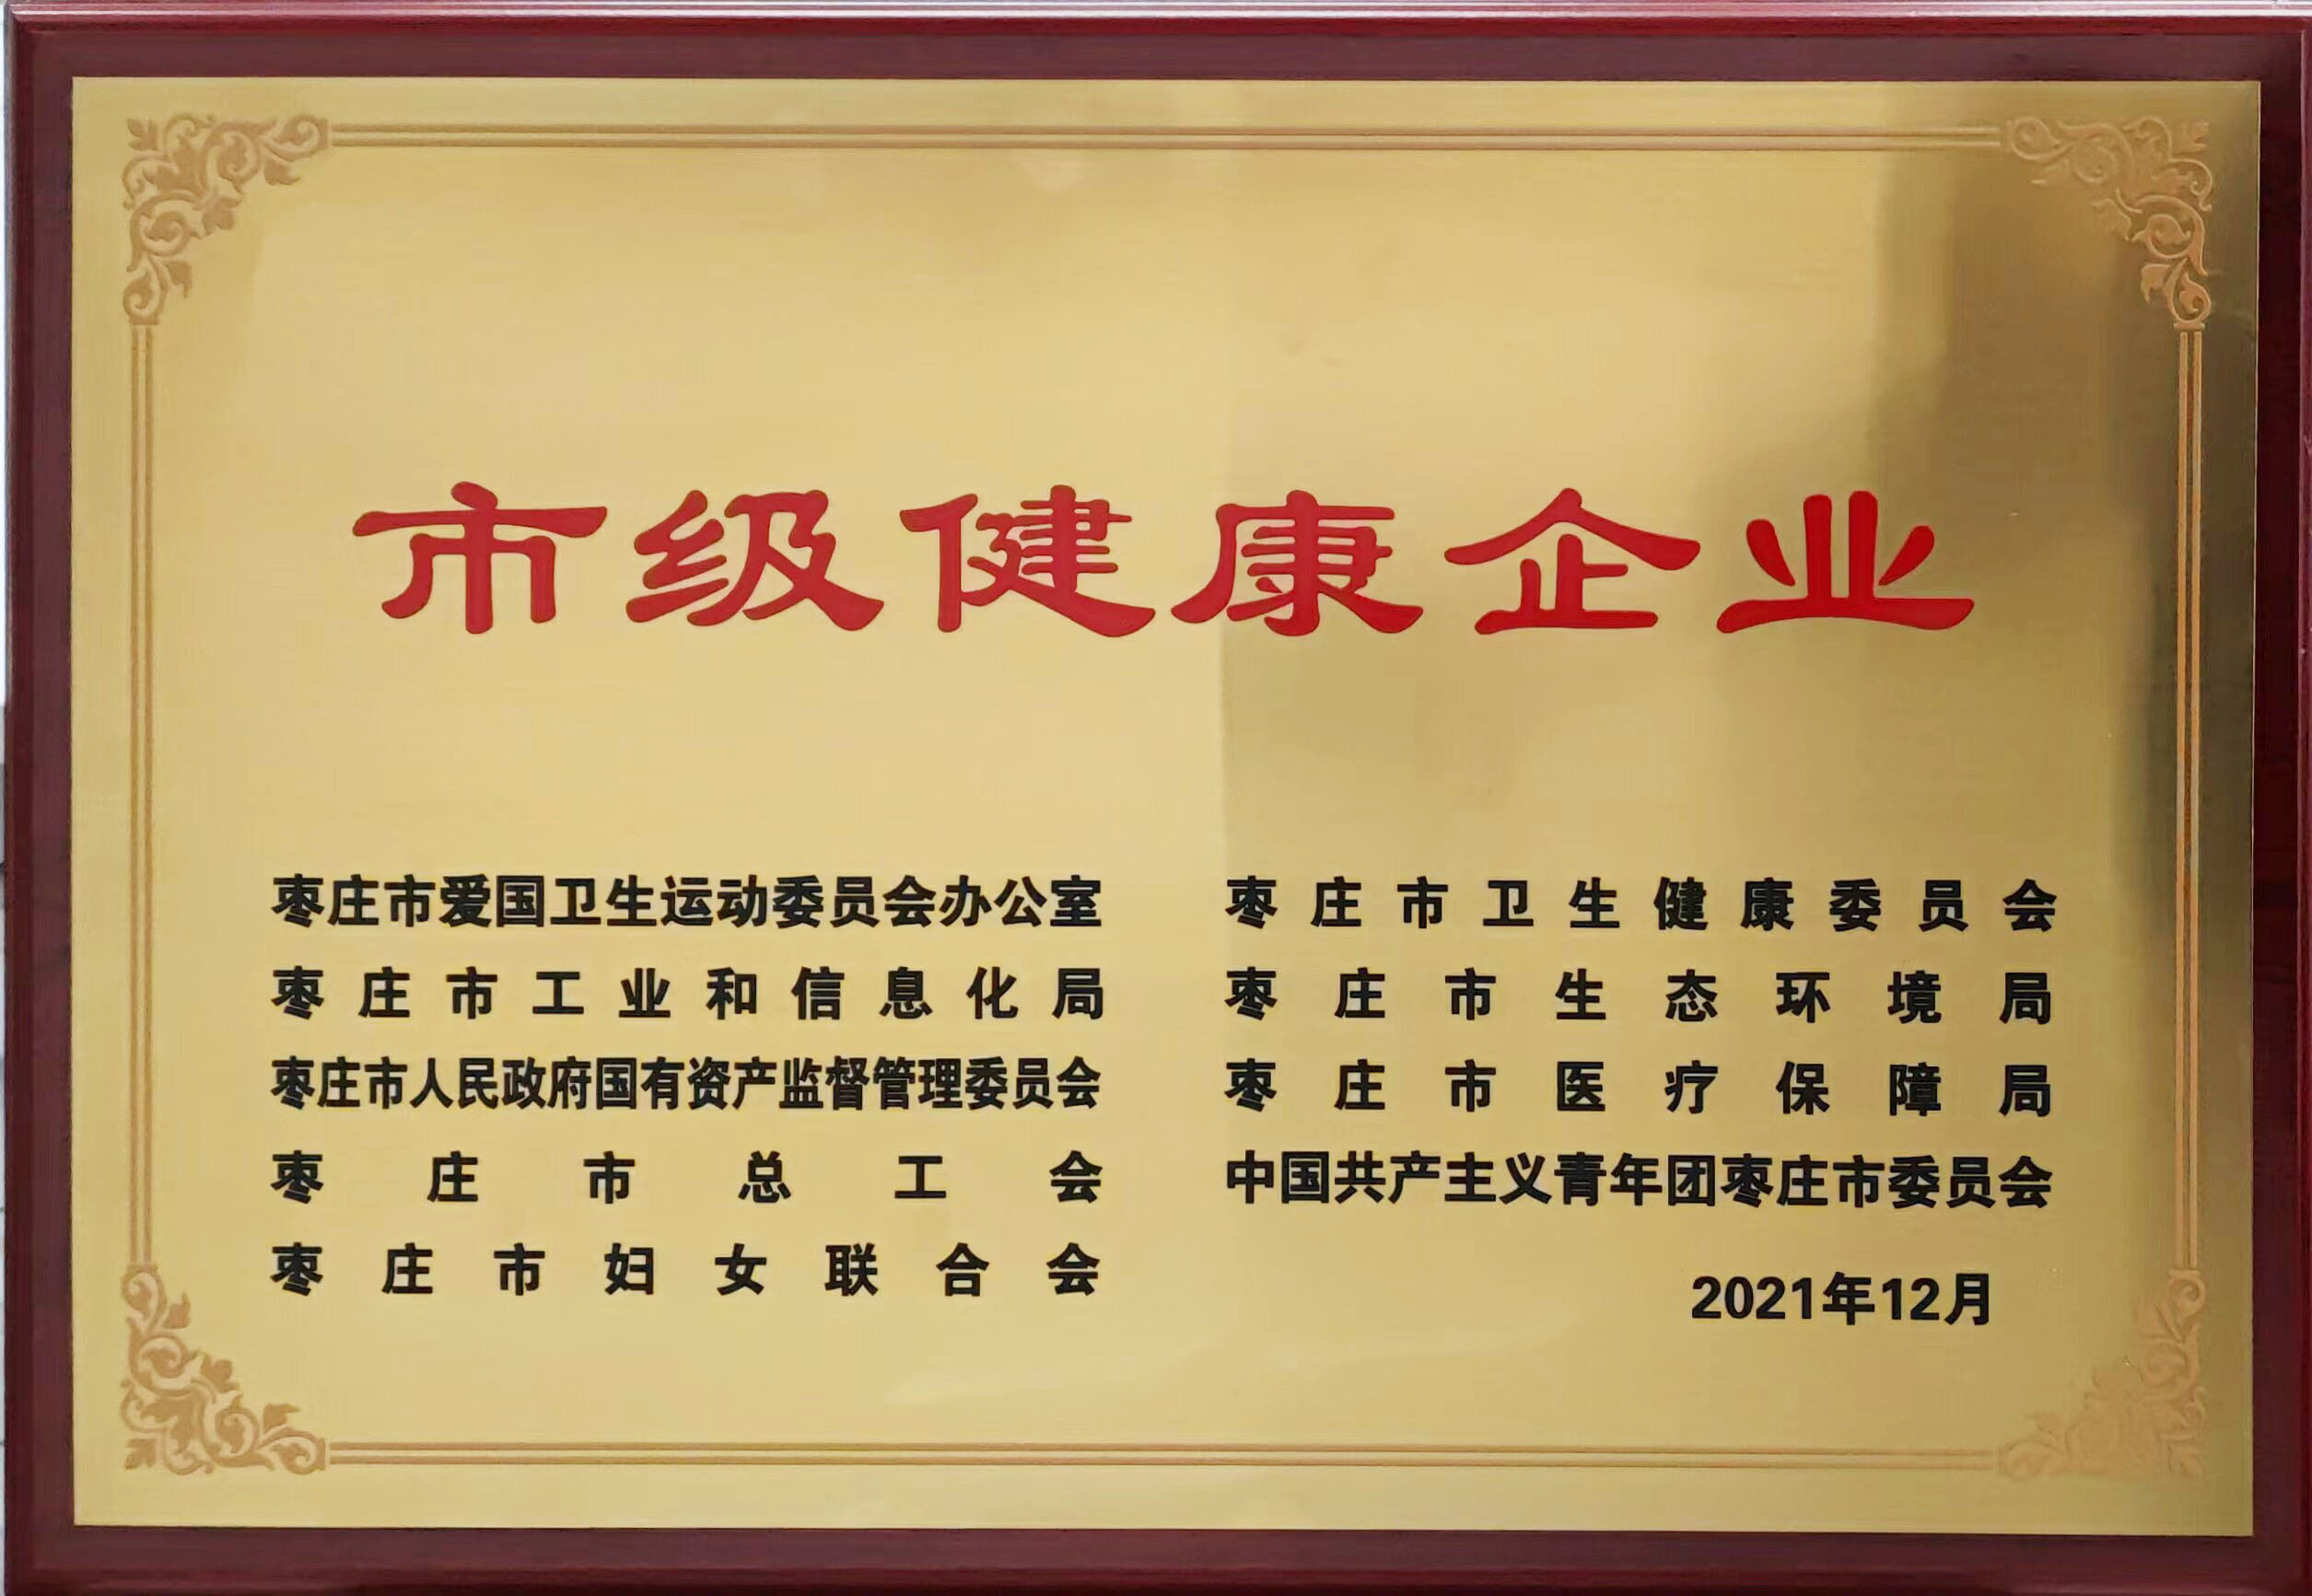 市级健康企业
枣庄市爱国卫生运动委员会办公室
枣庄市卫生健康委员会
枣庄市工业和信息化局
枣庄市生态环境局
枣庄市人民政府国有资产监督管理委员会
枣庄市医疗保障局
枣庄市总工会
中国共产主义青年团枣庄市委员会
枣庄市妇女联合会
2021年12月